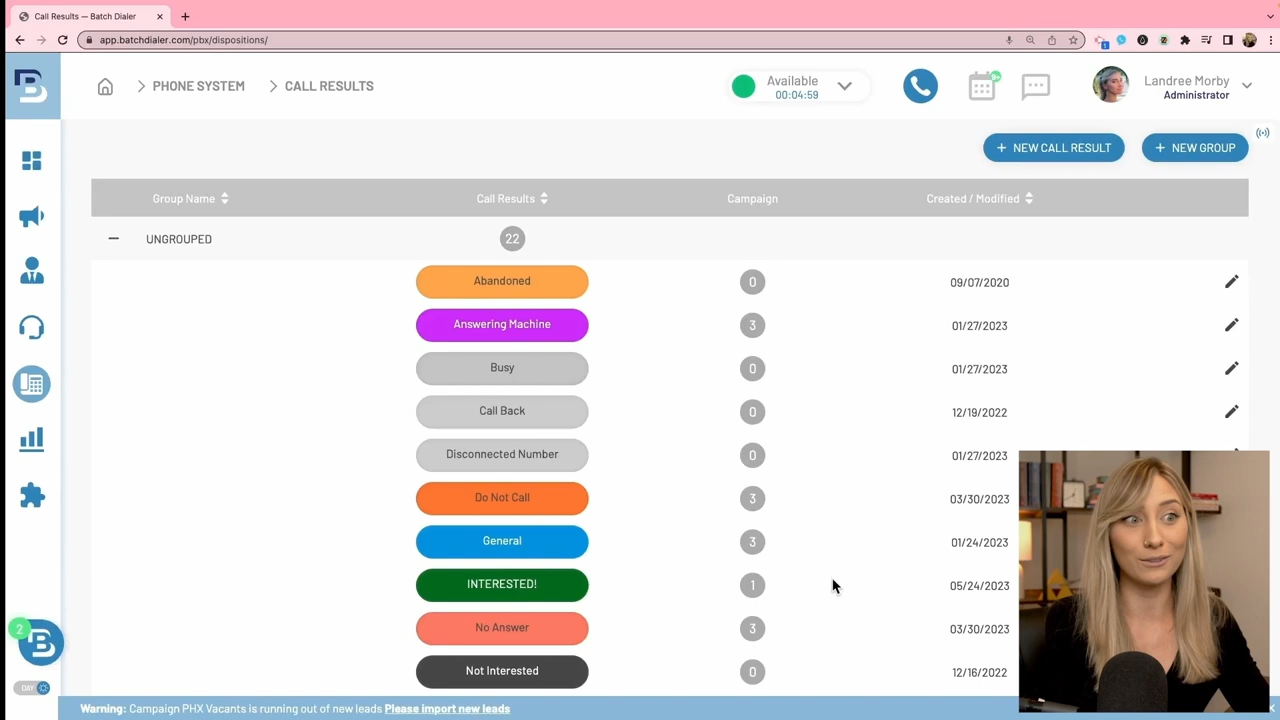 Call Results — Batch Dialer
app.batchdialer.com/pbx/dispositions/
PHONE SYSTEM
CALL RESULTS
Available
00:04:59
9+
Landree Morby
Administrator
+ NEW CALL RESULT
+ NEW GROUP
Group Name
Call Results
Campaign
Created / Modified
UNGROUPED
22
Abandoned 0 09/07/2020
Answering Machine 3 01/27/2023
Busy 0 01/27/2023
Call Back 0 12/19/2022
Disconnected Number 0 01/27/2023
Do Not Call 3 03/30/2023
General 3 01/24/2023
INTERESTED! 1 05/24/2023
No Answer 3 03/30/2023
Not Interested 0 12/16/2022
2
DAY
Warning: Campaign PHX Vacants is running out of new leads Please import new leads